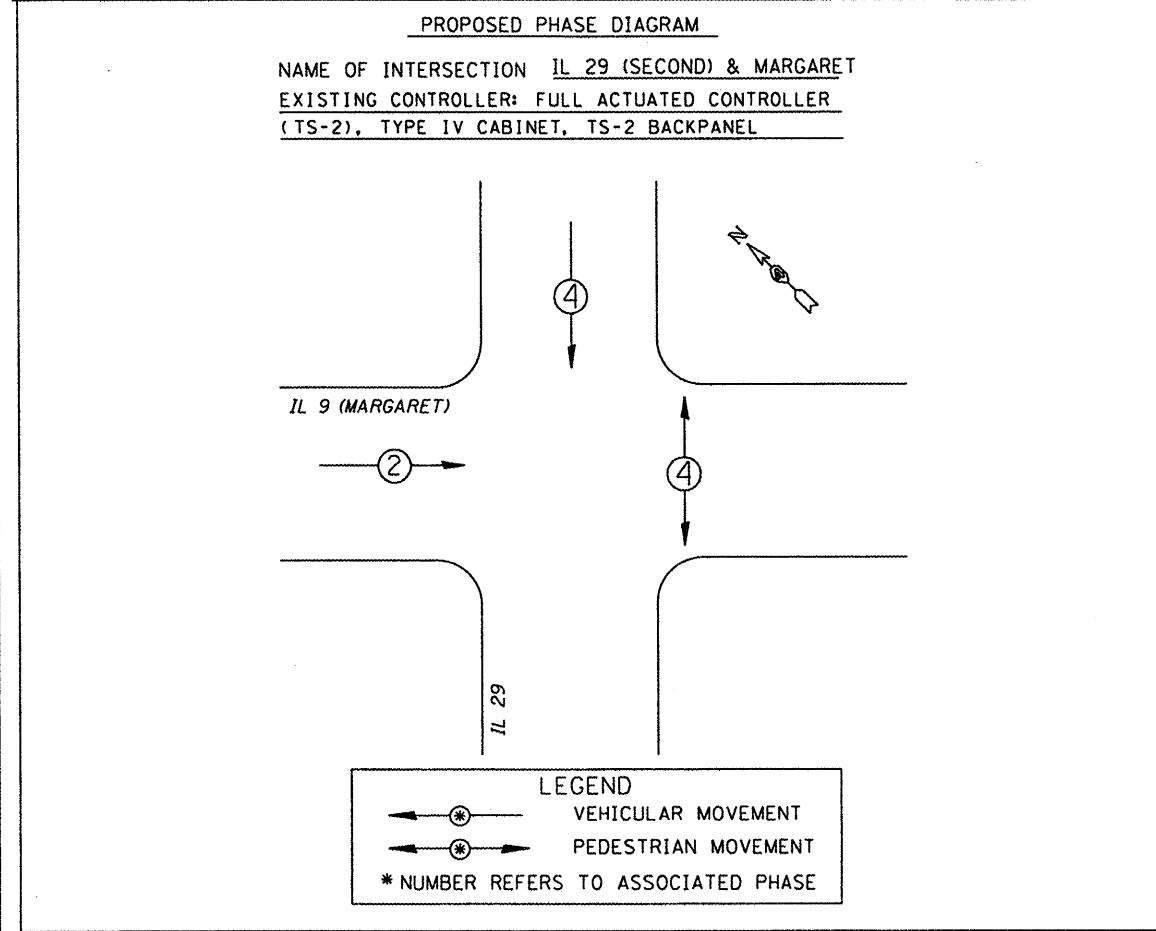 PROPOSED PHASE DIAGRAM
NAME OF INTERSECTION IL 29 (SECOND) & MARGARET
EXISTING CONTROLLER: FULL ACTUATED CONTROLLER
(TS-2), TYPE IV CABINET, TS-2 BACKPANEL
N
4
IL 9 (MARGARET)
2
4
IL 29
LEGEND
* VEHICULAR MOVEMENT
* PEDESTRIAN MOVEMENT
* NUMBER REFERS TO ASSOCIATED PHASE